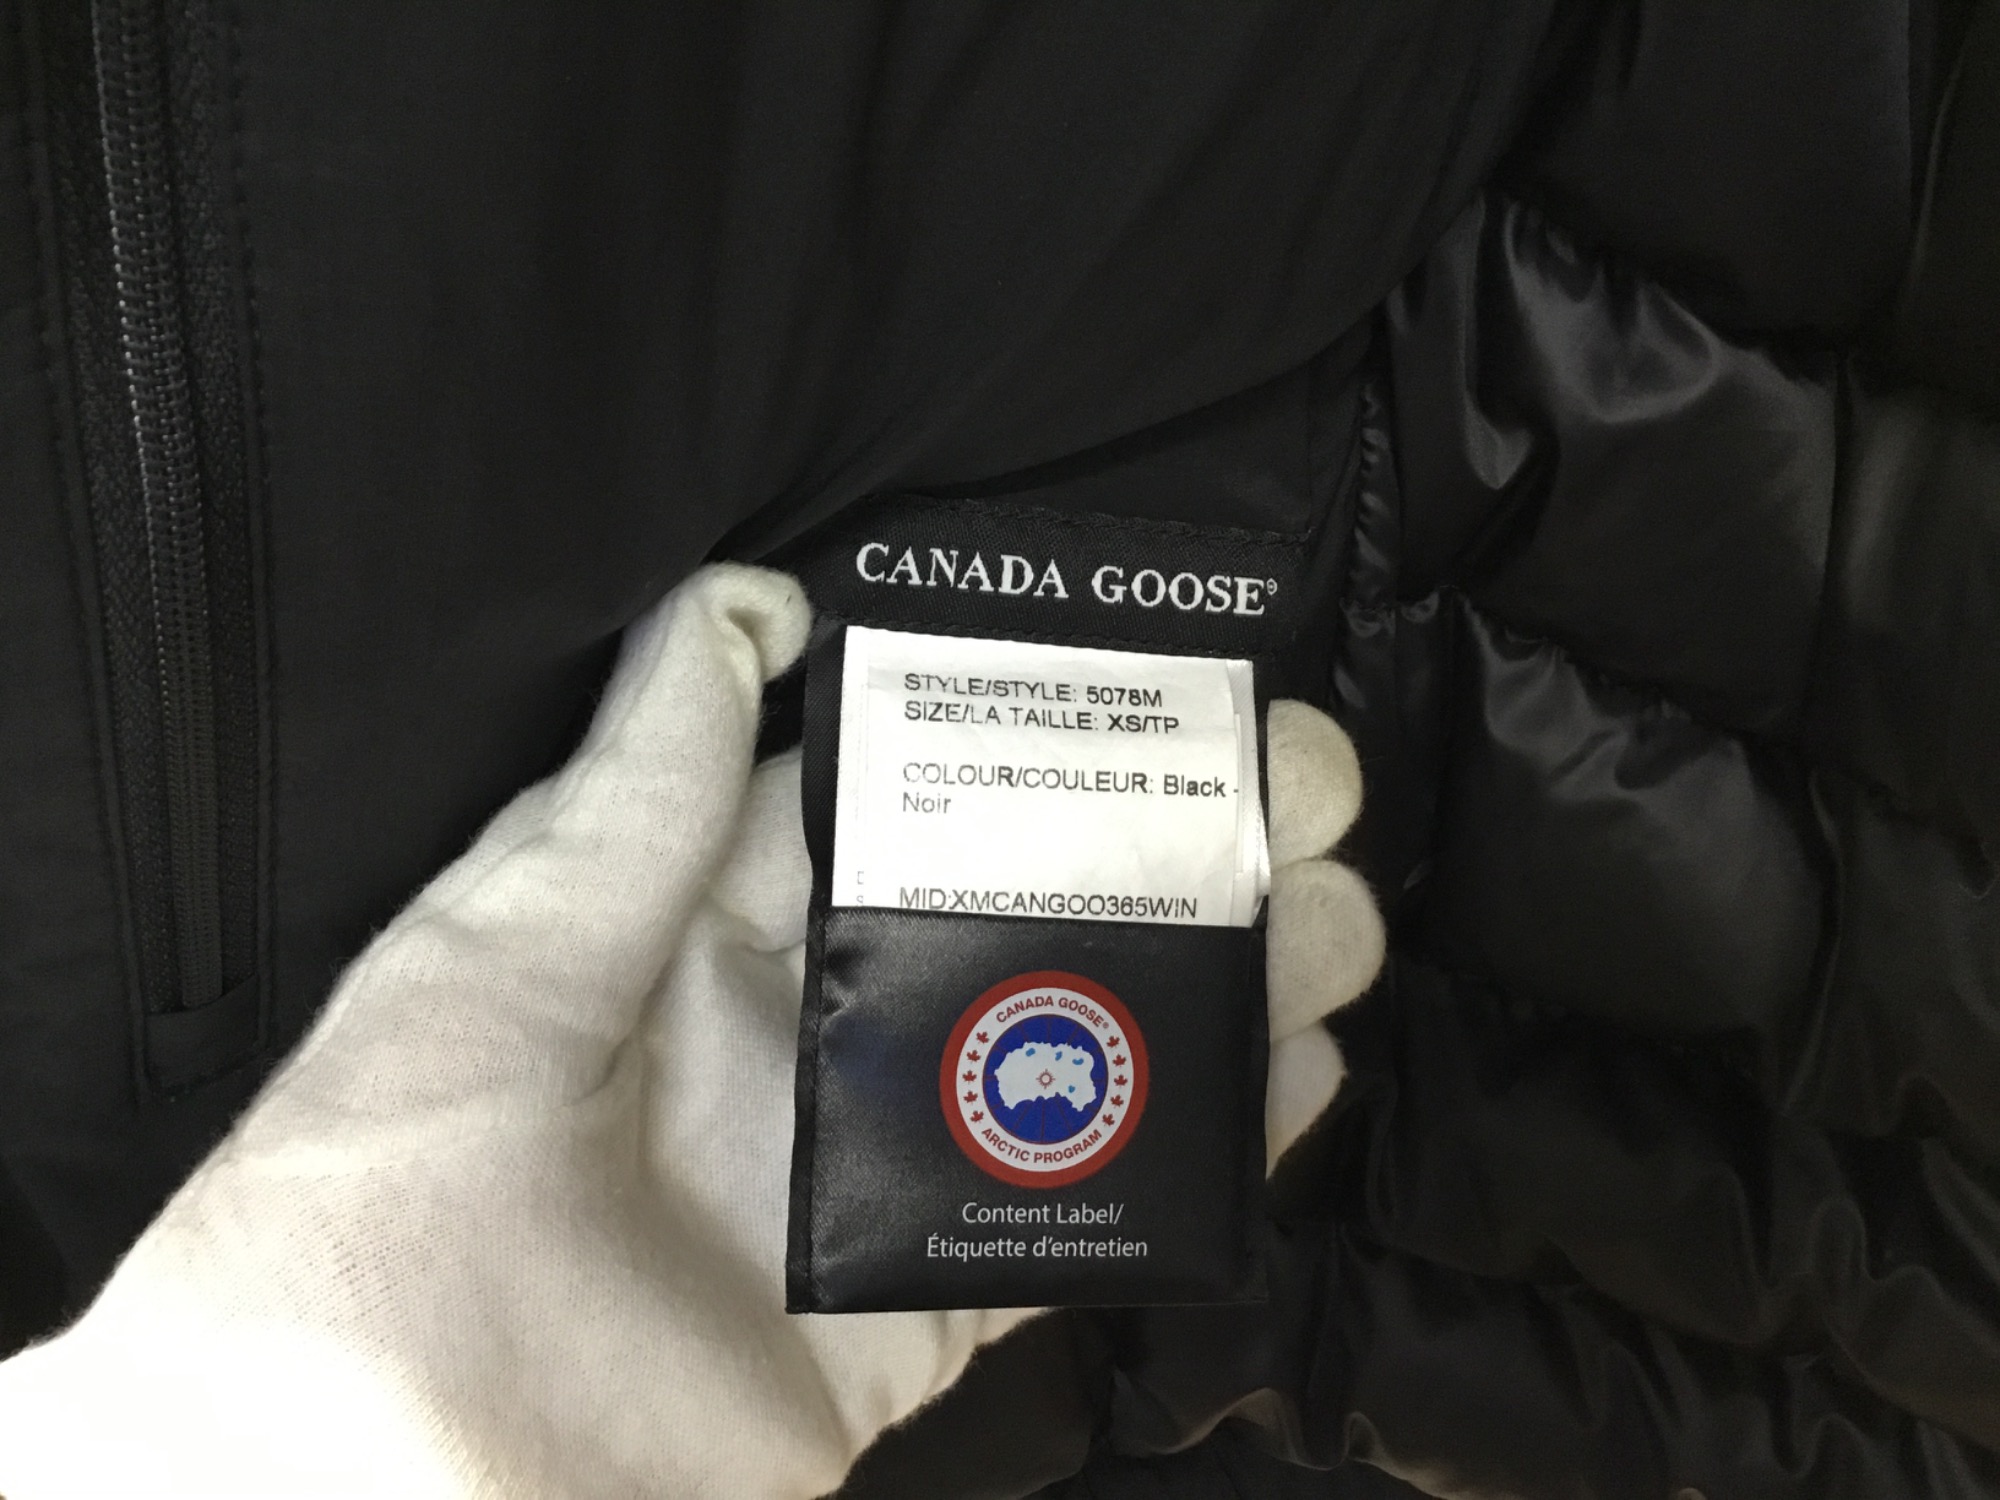 CANADA GOOSE®
STYLE/STYLE: 5078M
SIZE/LA TAILLE: XS/TP
COLOUR/COULEUR: Black -
Noir
MID:XMCANGOO365WIN
CANADA GOOSE®
ARCTIC PROGRAM
Content Label/
Étiquette d'entretien